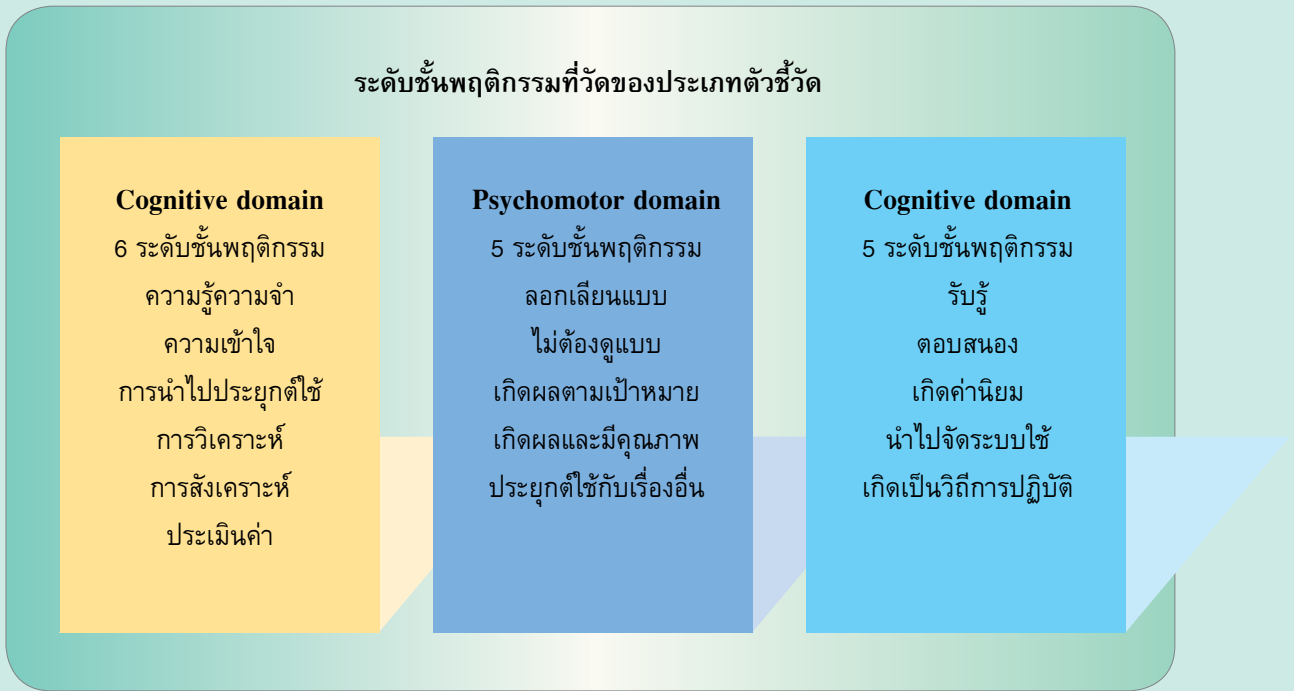 ระดับชั้นพฤติกรรมที่วัดของประเภทตัวชี้วัด
Cognitive domain
6 ระดับชั้นพฤติกรรม
ความรู้ความจำ
ความเข้าใจ
การนำไปประยุกต์ใช้
การวิเคราะห์
การสังเคราะห์
ประเมินค่า
Psychomotor domain
5 ระดับชั้นพฤติกรรม
ลอกเลียนแบบ
ไม่ต้องดูแบบ
เกิดผลตามเป้าหมาย
เกิดผลและมีคุณภาพ
ประยุกต์ใช้กับเรื่องอื่น
Cognitive domain
5 ระดับชั้นพฤติกรรม
รับรู้
ตอบสนอง
เกิดค่านิยม
นำไปจัดระบบใช้
เกิดเป็นวิถีการปฏิบัติ